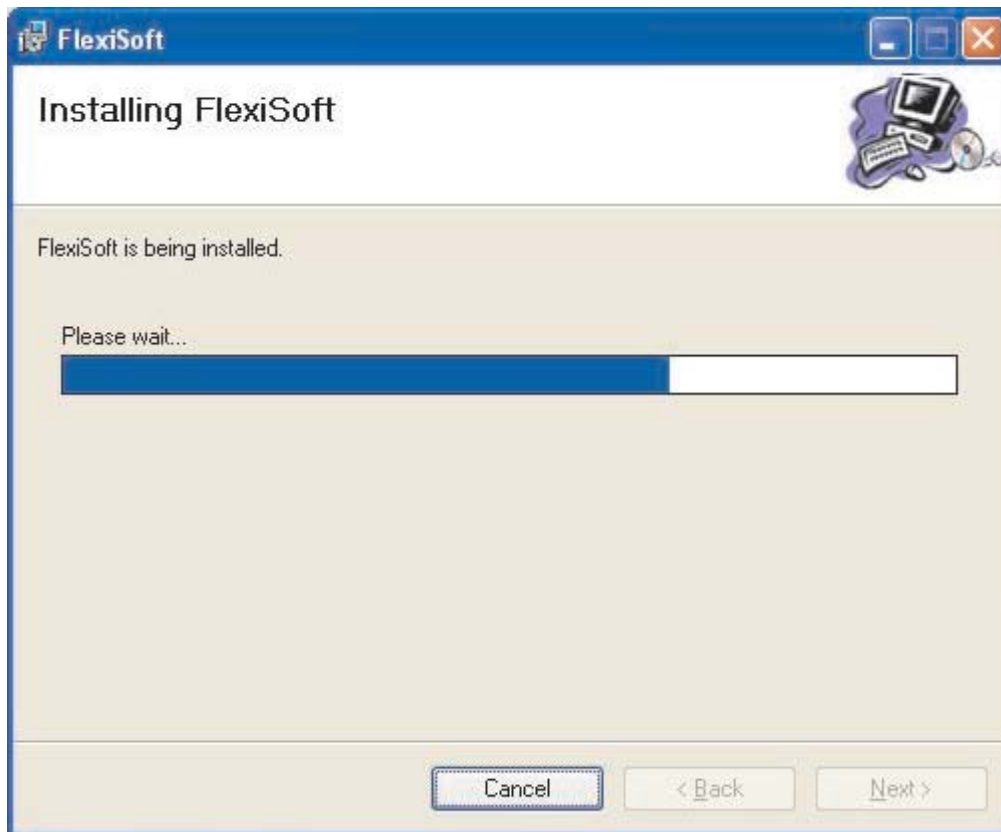 FlexiSoft
Installing FlexiSoft
FlexiSoft is being installed.
Please wait...
Cancel
< Back
Next >